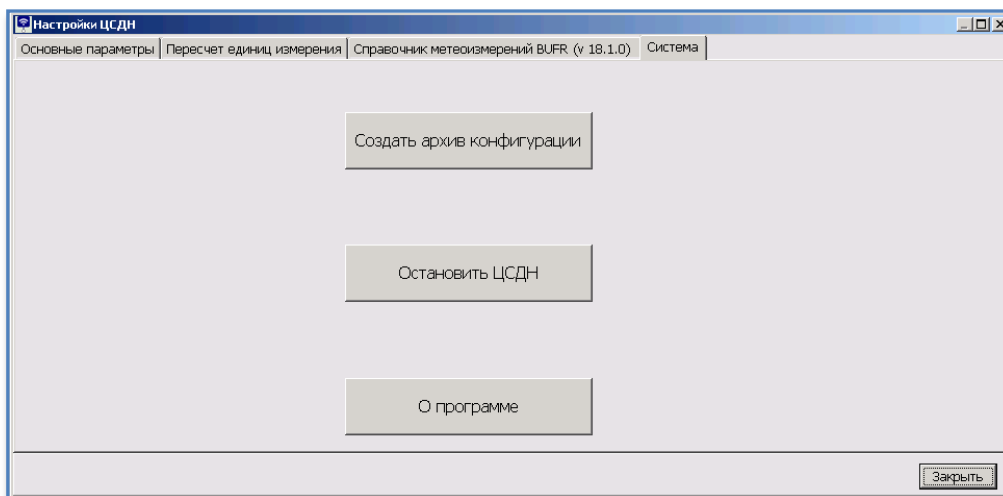 Настройки ЦСДН
Основные параметры Пересчет единиц измерения Справочник метеоизмерений BUFR (v 18.1.0) Система
Создать архив конфигурации
Остановить ЦСДН
О программе
Закрыть